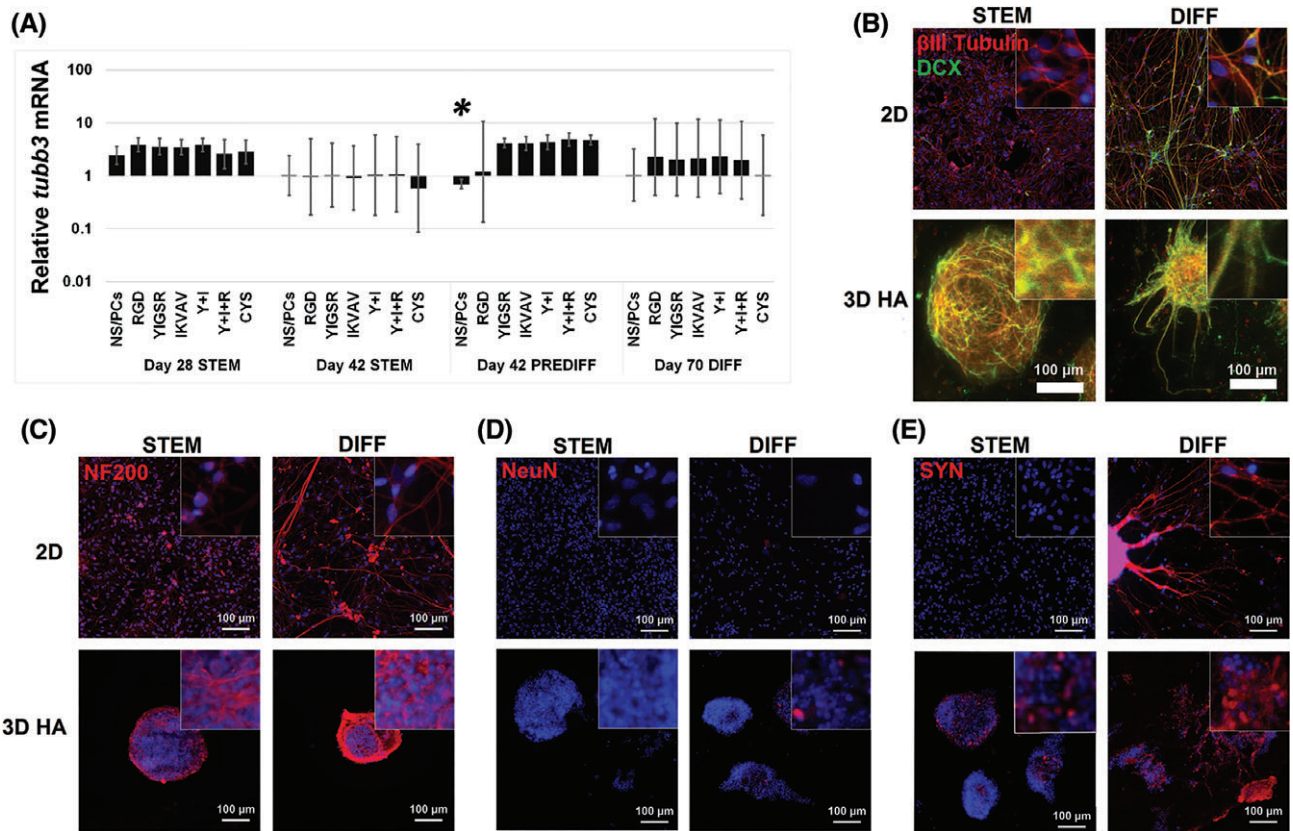 (A)
Relative tubb3 mRNA
100
10
1
0.1
0.01
*
NS/PCs
RGD
YIGSR
IKVAV
Y+I
Y+I+R
CYS
NS/PCs
RGD
YIGSR
IKVAV
Y+I
Y+I+R
CYS
NS/PCs
RGD
YIGSR
IKVAV
Y+I
Y+I+R
CYS
NS/PCs
RGD
YIGSR
IKVAV
Y+I
Y+I+R
CYS
Day 28 STEM
Day 42 STEM
Day 42 PREDIFF
Day 70 DIFF
(B)
STEM
DIFF
βIII Tubulin
DCX
2D
3D HA
100 µm
100 µm
(C)
STEM
DIFF
NF200
2D
100 µm
100 µm
3D HA
100 µm
100 µm
(D)
STEM
DIFF
NeuN
100 µm
100 µm
100 µm
100 µm
(E)
STEM
DIFF
SYN
100 µm
100 µm
100 µm
100 µm